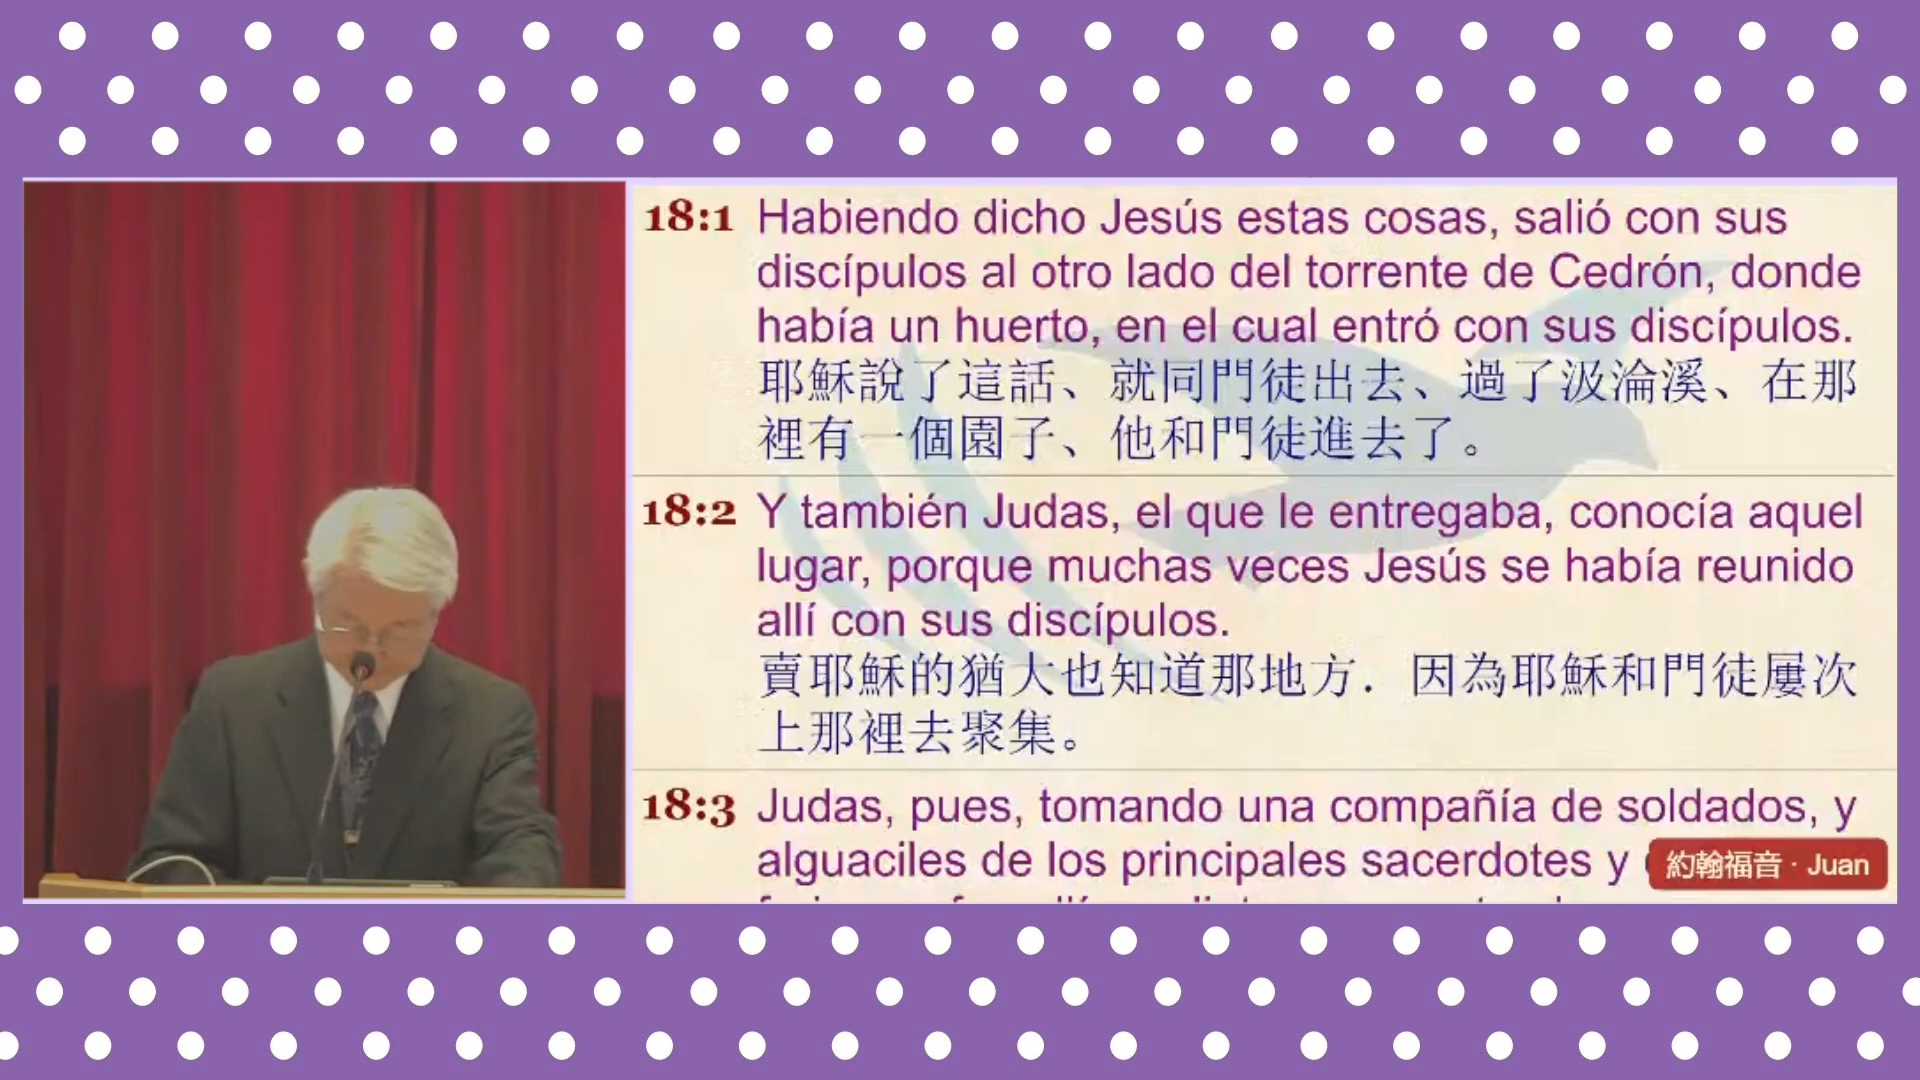 18:1 Habiendo dicho Jesús estas cosas, salió con sus
discípulos al otro lado del torrente de Cedrón, donde
había un huerto, en el cual entró con sus discípulos.
耶穌說了這話、就同門徒出去、過了汲淪溪、在那
裡有一個園子、他和門徒進去了。
18:2 Y también Judas, el que le entregaba, conocía aquel
lugar, porque muchas veces Jesús se había reunido
allí con sus discípulos.
賣耶穌的猶大也知道那地方．因為耶穌和門徒屢次
上那裡去聚集。
18:3 Judas, pues, tomando una compañía de soldados, y
alguaciles de los principales sacerdotes y
約翰福音 · Juan